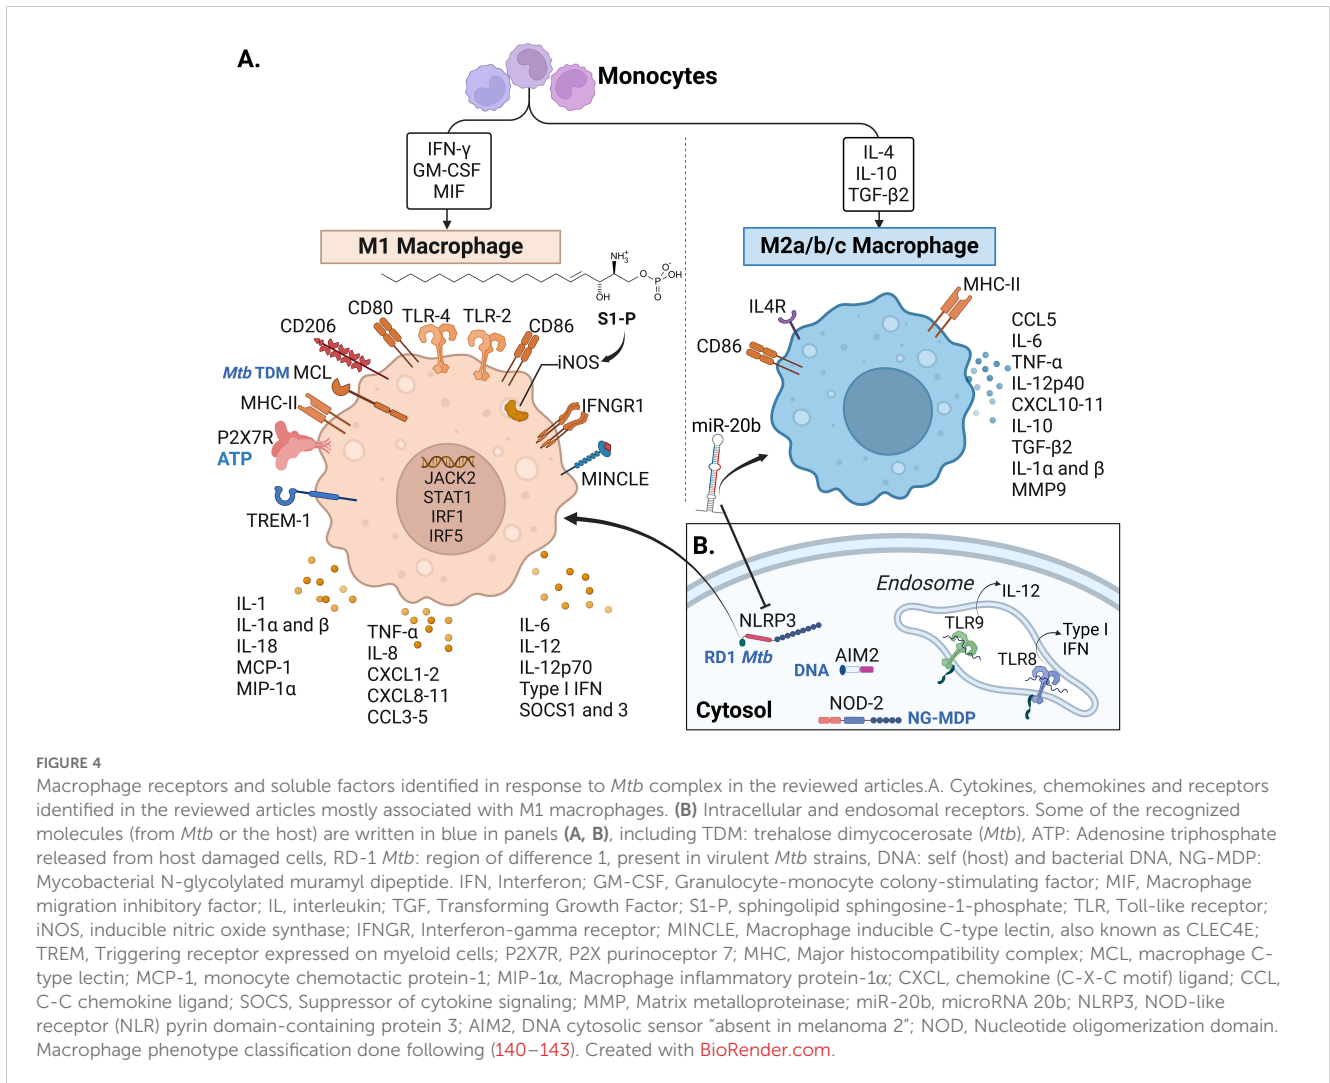 A.
Monocytes
IFN-γ
GM-CSF
MIF
IL-4
IL-10
TGF-β2
M1 Macrophage
M2a/b/c Macrophage
NH3+
O
O-
P
OH
O
OH
S1-P
CD80
TLR-4
TLR-2
CD86
CD206
iNOS
Mtb TDM MCL
MHC-II
IFNGR1
P2X7R
ATP
MINCLE
TREM-1
JACK2
STAT1
IRF1
IRF5
IL-1
IL-1α and β
IL-18
MCP-1
MIP-1α
TNF-α
IL-8
CXCL1-2
CXCL8-11
CCL3-5
IL-6
IL-12
IL-12p70
Type I IFN
SOCS1 and 3
MHC-II
IL4R
CD86
CCL5
IL-6
TNF-α
IL-12p40
CXCL10-11
IL-10
TGF-β2
IL-1α and β
MMP9
miR-20b
B.
Endosome
IL-12
TLR9
Type I
IFN
TLR8
NLRP3
RD1 Mtb
AIM2
DNA
NOD-2
NG-MDP
Cytosol
FIGURE 4
Macrophage receptors and soluble factors identified in response to Mtb complex in the reviewed articles.A. Cytokines, chemokines and receptors
identified in the reviewed articles mostly associated with M1 macrophages. (B) Intracellular and endosomal receptors. Some of the recognized
molecules (from Mtb or the host) are written in blue in panels (A, B), including TDM: trehalose dimycocerosate (Mtb), ATP: Adenosine triphosphate
released from host damaged cells, RD-1 Mtb: region of difference 1, present in virulent Mtb strains, DNA: self (host) and bacterial DNA, NG-MDP:
Mycobacterial N-glycolylated muramyl dipeptide. IFN, Interferon; GM-CSF, Granulocyte-monocyte colony-stimulating factor; MIF, Macrophage
migration inhibitory factor; IL, interleukin; TGF, Transforming Growth Factor; S1-P, sphingolipid sphingosine-1-phosphate; TLR, Toll-like receptor;
iNOS, inducible nitric oxide synthase; IFNGR, Interferon-gamma receptor; MINCLE, Macrophage inducible C-type lectin, also known as CLEC4E;
TREM, Triggering receptor expressed on myeloid cells; P2X7R, P2X purinoceptor 7; MHC, Major histocompatibility complex; MCL, macrophage C-
type lectin; MCP-1, monocyte chemotactic protein-1; MIP-1α, Macrophage inflammatory protein-1α; CXCL, chemokine (C-X-C motif) ligand; CCL,
C-C chemokine ligand; SOCS, Suppressor of cytokine signaling; MMP, Matrix metalloproteinase; miR-20b, microRNA 20b; NLRP3, NOD-like
receptor (NLR) pyrin domain-containing protein 3; AIM2, DNA cytosolic sensor “absent in melanoma 2”; NOD, Nucleotide oligomerization domain.
Macrophage phenotype classification done following (140–143). Created with BioRender.com.